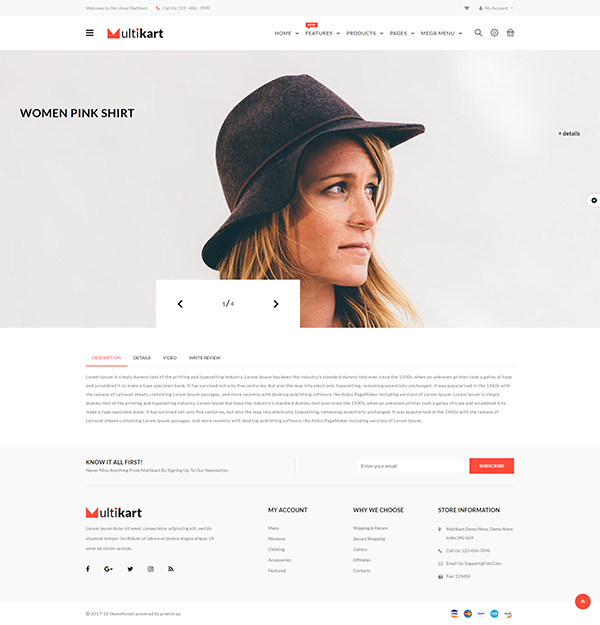 Welcome to Our store Multikart Call Us: 123 - 456 - 7890 My Account
Multikart
HOME NEW FEATURES PRODUCTS PAGES MEGA MENU
WOMEN PINK SHIRT
+ details
1/4
DESCRIPTION DETAILS VIDEO WRITE REVIEW
Lorem Ipsum is simply dummy text of the printing and typesetting industry. Lorem Ipsum has been the industry's standard dummy text ever since the 1500s, when an unknown printer took a galley of type
and scrambled it to make a type specimen book. It has survived not only five centuries, but also the leap into electronic typesetting, remaining essentially unchanged. It was popularised in the 1960s with
the release of Letraset sheets containing Lorem Ipsum passages, and more recently with desktop publishing software like Aldus PageMaker including versions of Lorem Ipsum. Lorem Ipsum is simply
dummy text of the printing and typesetting industry. Lorem Ipsum has been the industry's standard dummy text ever since the 1500s, when an unknown printer took a galley of type and scrambled it to
make a type specimen book. It has survived not only five centuries, but also the leap into electronic typesetting, remaining essentially unchanged. It was popularised in the 1960s with the release of
Letraset sheets containing Lorem Ipsum passages, and more recently with desktop publishing software like Aldus PageMaker including versions of Lorem Ipsum.
KNOW IT ALL FIRST!
Never Miss Anything From Multikart By Signing Up To Our Newsletter.
Enter your email SUBSCRIBE
Multikart
Lorem ipsum dolor sit amet, consectetur adipiscing elit,
sed do eiusmod tempor incididunt ut labore et dolore magna aliqua. Ut
enim ad minim veniam,
MY ACCOUNT
Mens
Womens
Clothing
Accessories
Featured
WHY WE CHOOSE
Shipping & Return
Secure Shopping
Gallary
Affiliates
Contacts
STORE INFORMATION
Multikart Demo Store, Demo Store
India 345-659
Call Us: 123-456-7898
Email Us: Support@Fiot.Com
Fax: 123456
© 2017-18 themeforest powered by pixelstrap